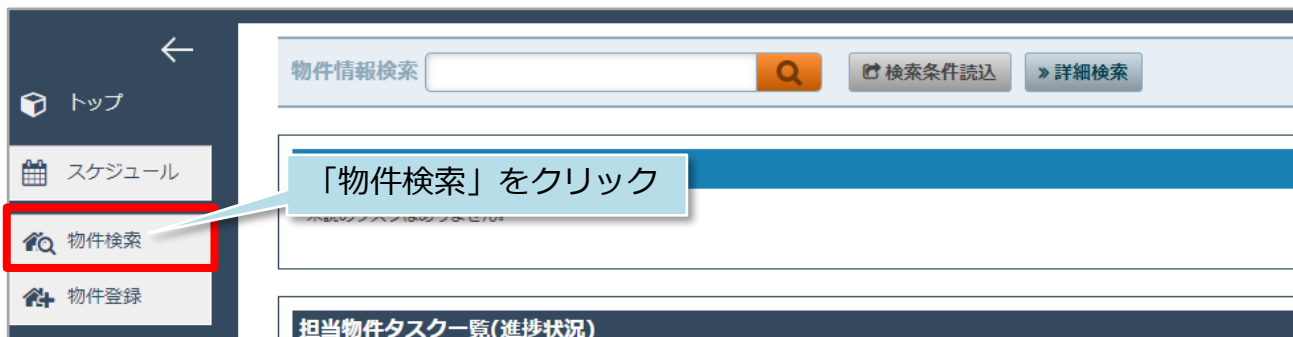 物件情報検索
検索条件読込
» 詳細検索
トップ
スケジュール
「物件検索」をクリック
物件検索
物件登録
担当物件タスク一覧(進捗状況)